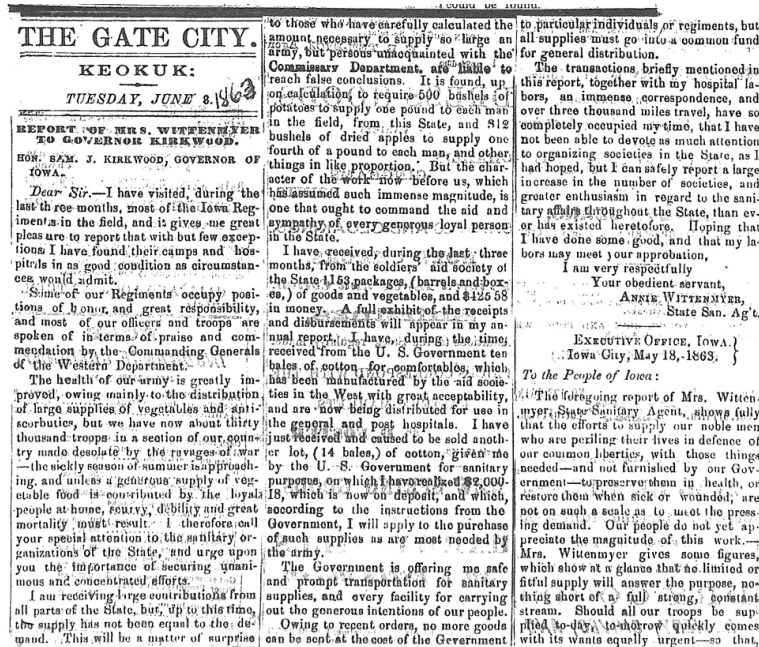 could be found.
THE GATE CITY.
KEOKUK:
TUESDAY, JUNE 8. 1863
REPORT OF MRS. WITTENMYER
TO GOVERNOR KIRKWOOD.
HON. SAM. J. KIRKWOOD, GOVERNOR OF
IOWA.
Dear Sir.—I have visited, during the
last three months, most of the Iowa Reg-
iments in the field, and it gives me great
pleasure to report that with but few excep-
tions I have found their camps and hos-
pitals in as good condition as circumstan-
ces would admit.
Some of our Regiments occupy posi-
tions of honor and great responsibility,
and most of our officers and troops are
spoken of in terms of praise and com-
mendation by the Commanding Generals
of the Western Department.
The health of our army is greatly im-
proved, owing mainly to the distribution
of large supplies of vegetables and anti-
scorbutics, but we have now about thirty
thousand troops in a section of our coun-
try made desolate by the ravages of war
—the sickly season of summer is approach-
ing, and unless a generous supply of veg-
etable food is contributed by the loyal
people at home, scurvy, debility and great
mortality must result. I therefore call
your special attention to the sanitary or-
ganizations of the State, and urge upon
you the importance of securing unani-
mous and concentrated efforts.
I am receiving large contributions from
all parts of the State, but, up to this time,
the supply has not been equal to the de-
mand. This will be a matter of surprise
to those who have carefully calculated the
amount necessary to supply so large an
army, but persons unacquainted with the
Commissary Department, are liable to
reach false conclusions. It is found, up
on calculation, to require 500 bushels of
potatoes to supply one pound to each man
in the field, from this State, and 312
bushels of dried apples to supply one
fourth of a pound to each man, and other
things in like proportion. But the char-
acter of the work now before us, which
has assumed such immense magnitude, is
one that ought to command the aid and
sympathy of every generous loyal person
in the State.
I have received, during the last three
months, from the soldiers' aid society of
the State 1153 packages, (barrels and box-
es,) of goods and vegetables, and $125 58
in money. A full exhibit of the receipts
and disbursements will appear in my an-
nual report. I have, during the time,
received from the U. S. Government ten
bales of cotton for comfortables, which
has been manufactured by the aid socie-
ties in the West with great acceptability,
and are now being distributed for use in
the general and post hospitals. I have
just received and caused to be sold anoth-
er lot, (14 bales,) of cotton, given me
by the U. S. Government for sanitary
purposes, on which I have realized $2,000-
18, which is now on deposit, and which,
according to the instructions from the
Government, I will apply to the purchase
of such supplies as are most needed by
the army.
The Government is offering me safe
and prompt transportation for sanitary
supplies, and every facility for carrying
out the generous intentions of our people.
Owing to recent orders, no more goods
can be sent at the cost of the Government
to particular individuals or regiments, but
all supplies must go into a common fund
for general distribution.
The transactions, briefly mentioned in
this report, together with my hospital la-
bors, an immense correspondence, and
over three thousand miles travel, have so
completely occupied my time, that I have
not been able to devote as much attention
to organizing societies in the State, as I
had hoped, but I can safely report a large
increase in the number of societies, and
greater enthusiasm in regard to the sani-
tary affairs throughout the State, than ev-
er has existed heretofore. Hoping that
I have done some good, and that my la-
bors may meet your approbation,
I am very respectfully
Your obedient servant,
ANNIE WITTENMYER,
State San. Ag't.
EXECUTIVE OFFICE, IOWA. }
Iowa City, May 18, 1863. }
To the People of Iowa:
The foregoing report of Mrs. Witten-
myer, State Sanitary Agent, shows fully
that the efforts to supply our noble men
who are periling their lives in defence of
our common liberties, with those things
needed—and not furnished by our Gov-
ernment—to preserve them in health, or
restore them when sick or wounded, are
not on such a scale as to meet the press-
ing demand. Our people do not yet ap-
preciate the magnitude of this work.—
Mrs. Wittenmyer gives some figures,
which show at a glance that no limited or
fitful supply will answer the purpose, no-
thing short of a full strong, constant
stream. Should all our troops be sup-
plied to-day, to-morrow quickly comes
with its wants equally urgent—so that,